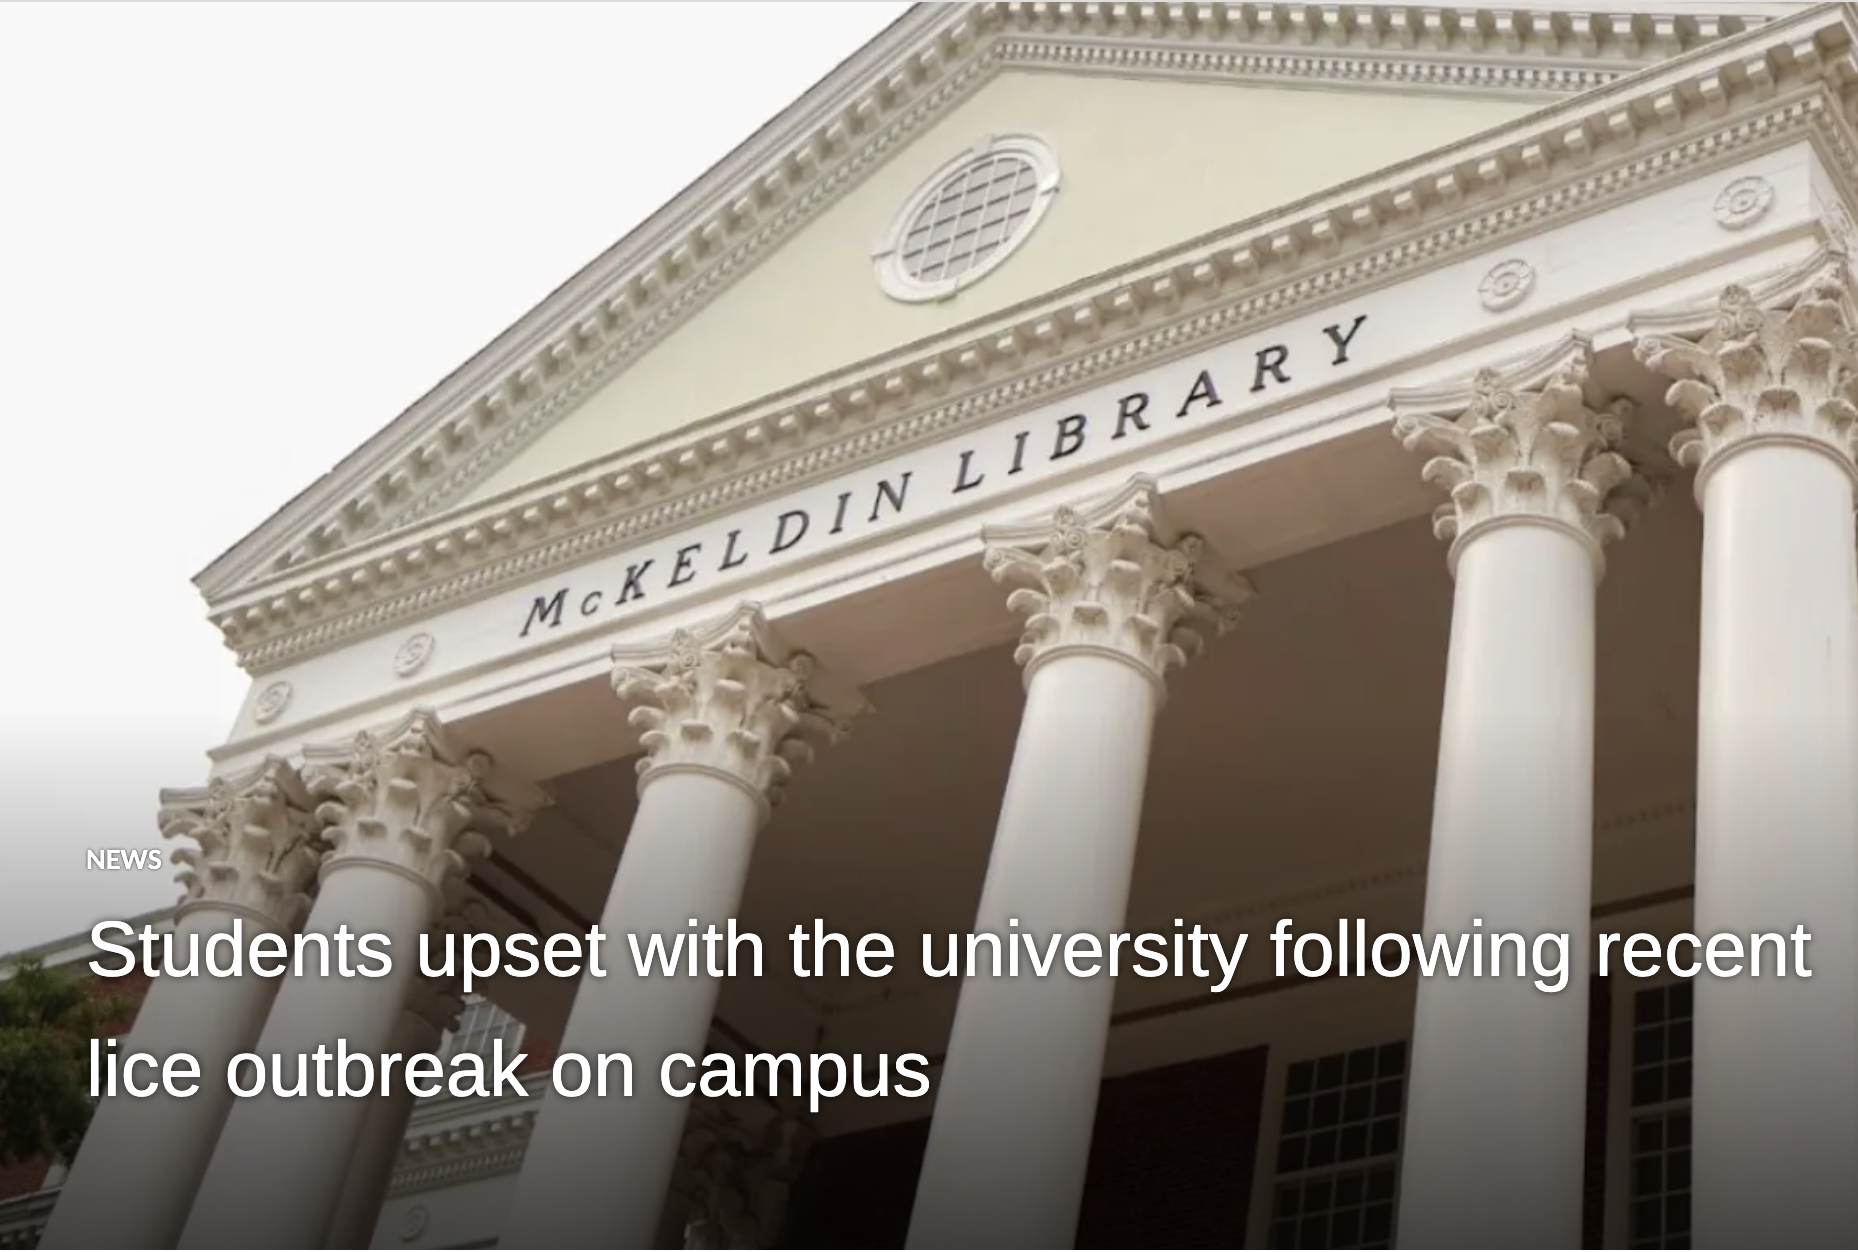 McKELDIN LIBRARY
NEWS
Students upset with the university following recent
lice outbreak on campus